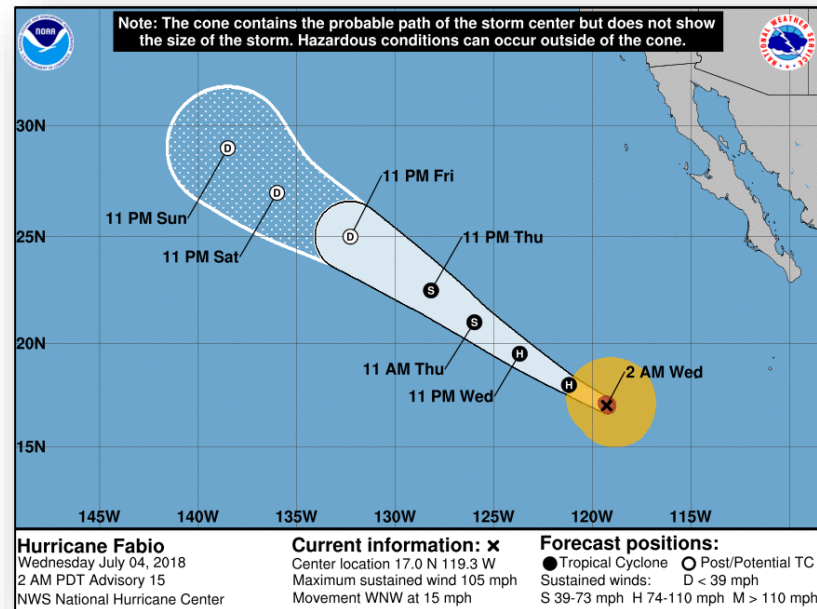 Note: The cone contains the probable path of the storm center but does not show
the size of the storm. Hazardous conditions can occur outside of the cone.
NOAA
NATIONAL WEATHER SERVICE
30N
25N
20N
15N
145W
140W
135W
130W
125W
120W
115W
D
11 PM Sun
D
11 PM Sat
D
11 PM Fri
S
11 PM Thu
S
11 AM Thu
H
11 PM Wed
H
2 AM Wed
Hurricane Fabio
Wednesday July 04, 2018
2 AM PDT Advisory 15
NWS National Hurricane Center
Current information: ×
Center location 17.0 N 119.3 W
Maximum sustained wind 105 mph
Movement WNW at 15 mph
Forecast positions:
● Tropical Cyclone ○ Post/Potential TC
Sustained winds: D < 39 mph
S 39-73 mph H 74-110 mph M > 110 mph